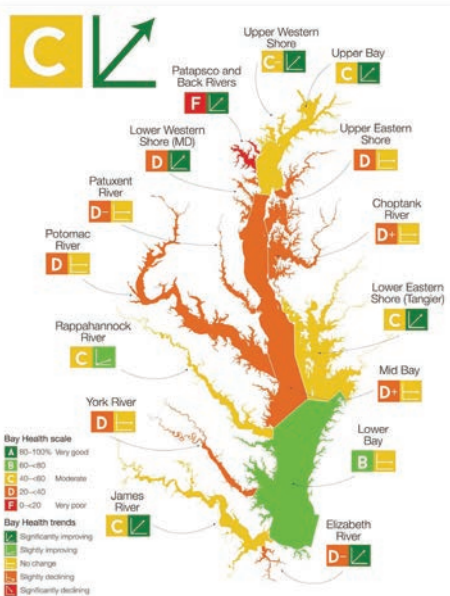 C
Upper Western
Shore
C-
Upper Bay
C
Patapsco and
Back Rivers
F
Lower Western
Shore (MD)
D
Upper Eastern
Shore
D
Patuxent River
D-
Choptank
River
D+
Potomac
River
D
Lower Eastern
Shore (Tangier)
C
Rappahannock
River
C
Mid Bay
D+
York River
D
Lower
Bay
B
James
River
C
Elizabeth
River
D-
Bay Health scale
A 80-100% Very good
B 60-<80
C 40-<60 Moderate
D 20-<40
F 0-<20 Very poor
Bay Health trends
Significantly improving
Slightly improving
No change
Slightly declining
Significantly declining